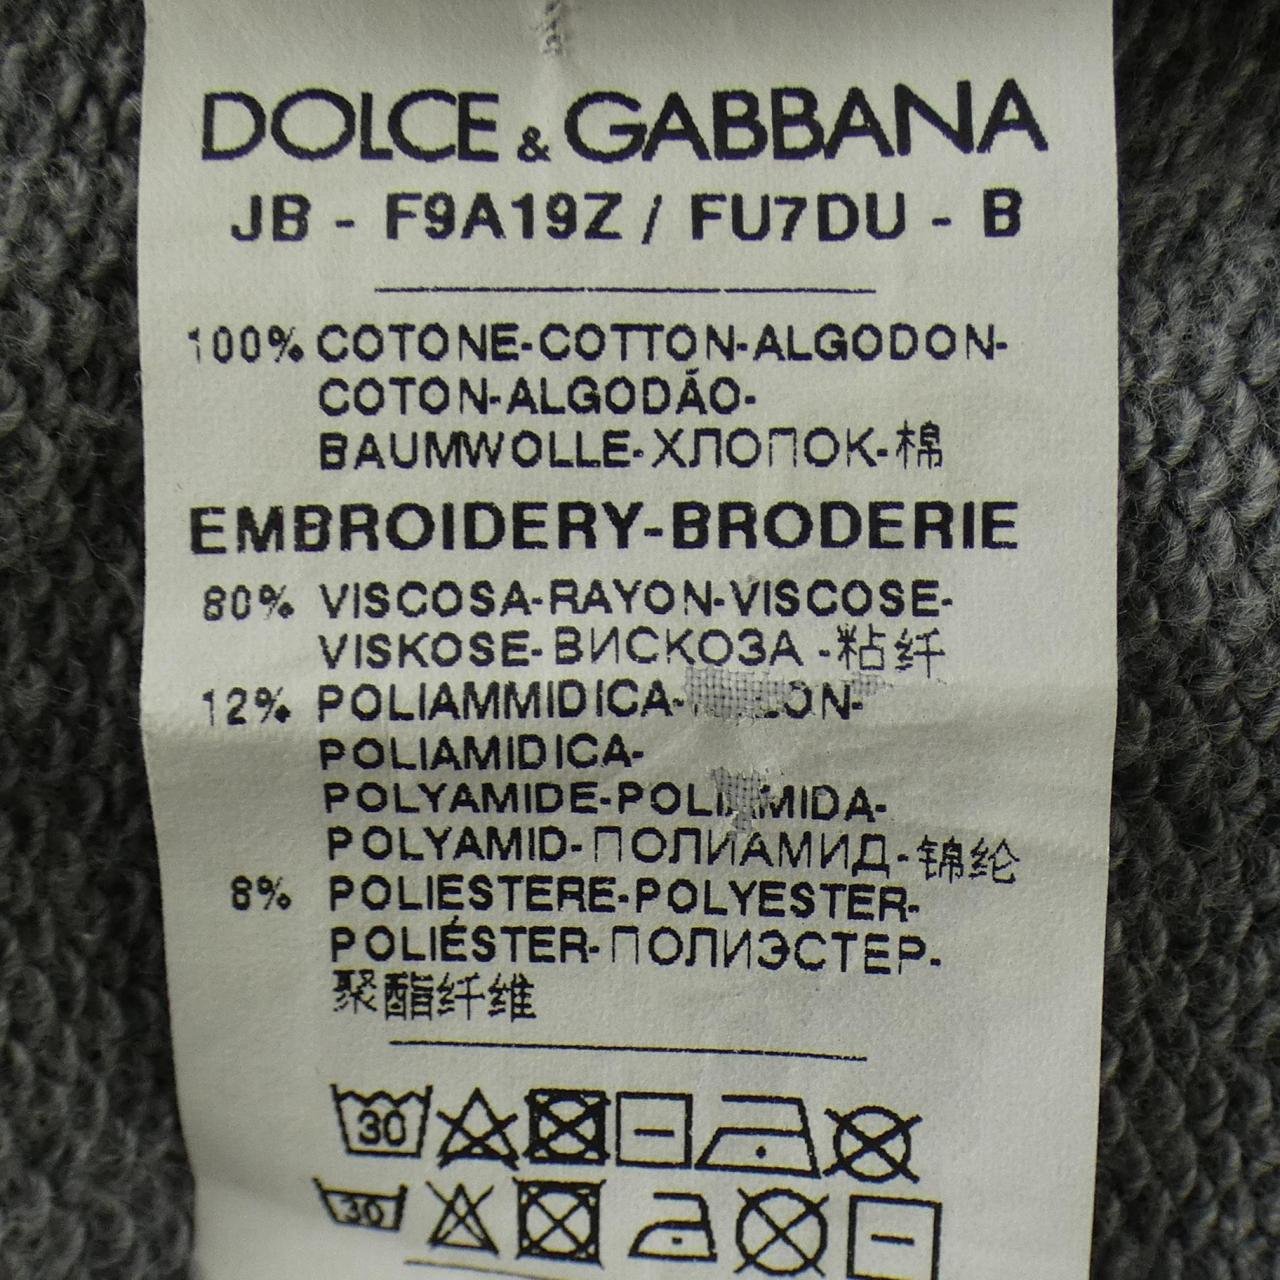 DOLCE & GABBANA
JB - F9A19Z / FU7DU - B
100% COTONE-COTTON-ALGODON-
COTON-ALGODÃO-
BAUMWOLLE-ХЛОПОК-棉
EMBROIDERY-BRODERIE
80% VISCOSA-RAYON-VISCOSE-
VISKOSE-ВИСКОЗА -粘纤
12% POLIAMMIDICA-
POLIAMIDICA-
POLYAMIDE-POLIAMIDA-
POLYAMID-ПОЛИАМИД-锦纶
8% POLIESTERE-POLYESTER-
POLIÉSTER-ПОЛИЭСТЕР-
聚酯纤维
30
30